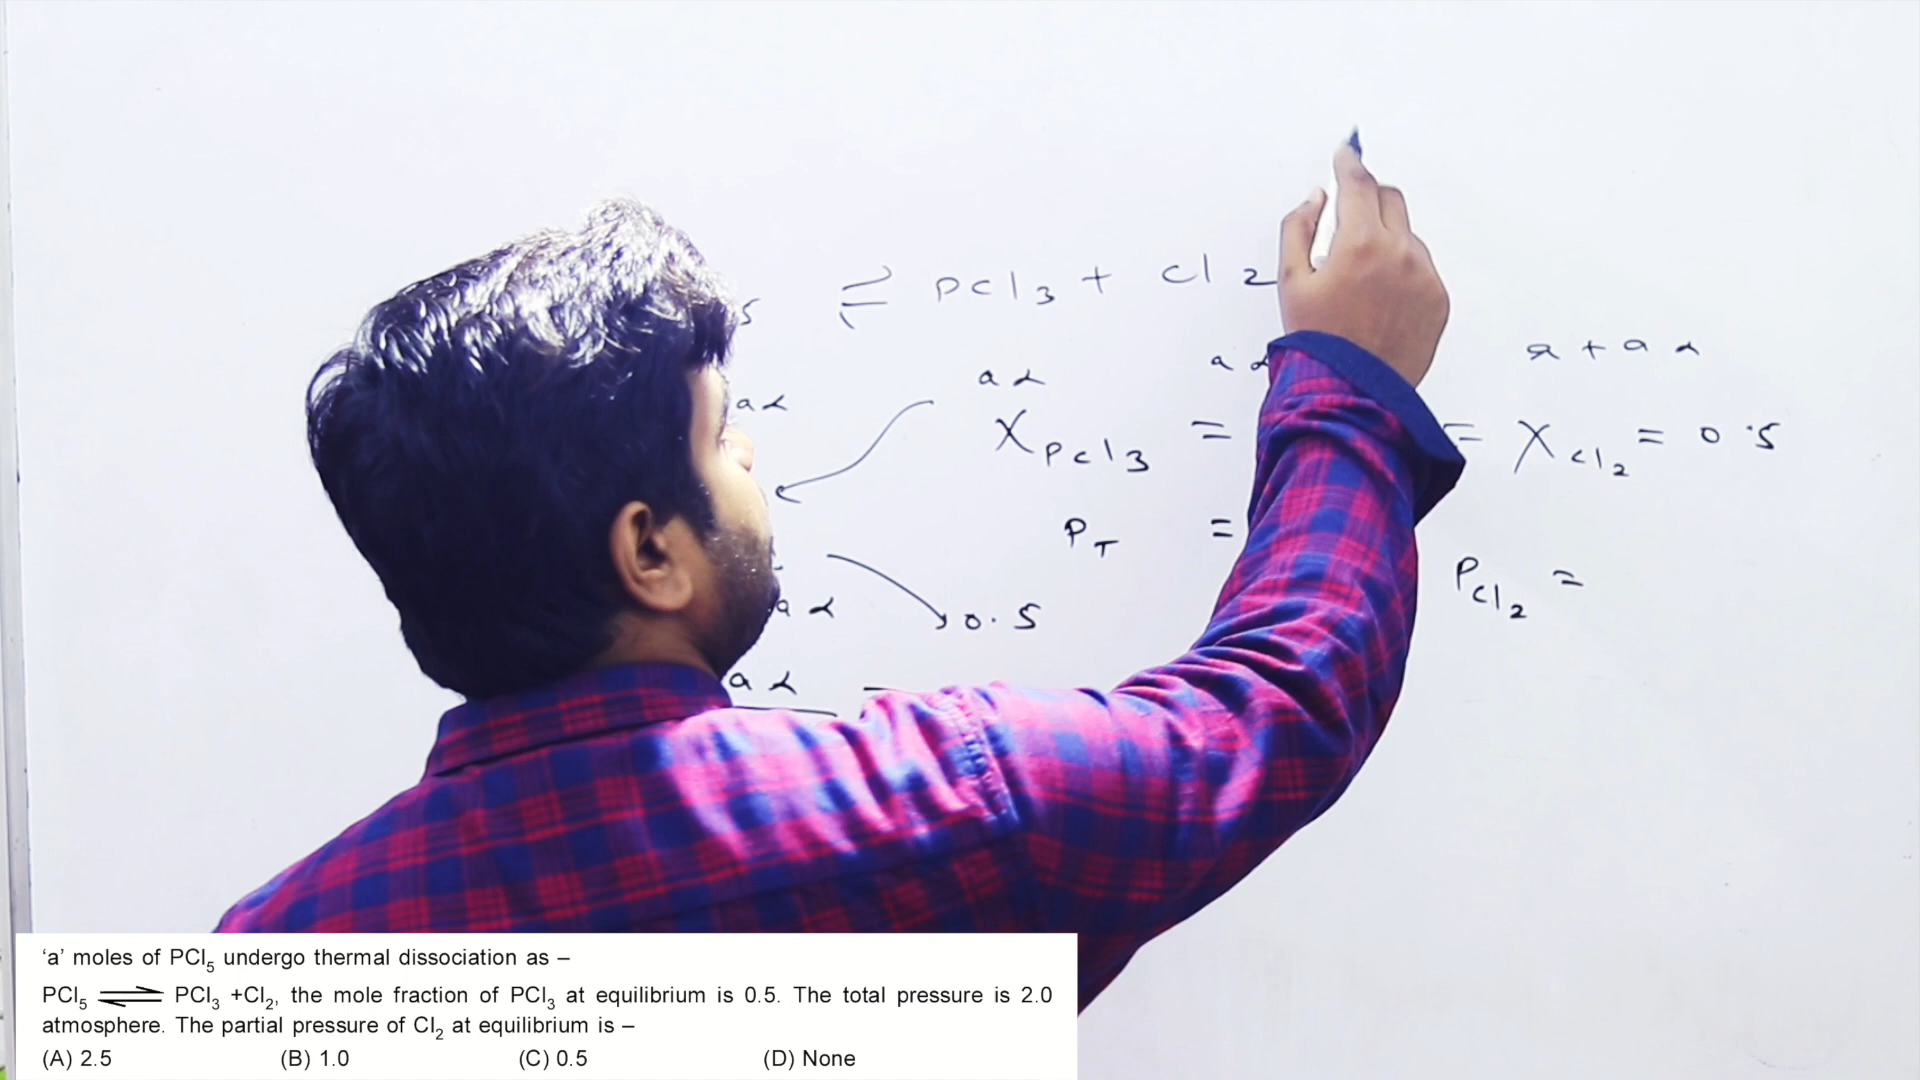 5 ⇌ PCl3 + Cl2
aα aα aα a + aα
XPCl3 = = XCl2 = 0.5
PT =
PCl2 =
aα 0.5
aα
‘a’ moles of PCl5 undergo thermal dissociation as –
PCl5 ⇌ PCl3 +Cl2, the mole fraction of PCl3 at equilibrium is 0.5. The total pressure is 2.0
atmosphere. The partial pressure of Cl2 at equilibrium is –
(A) 2.5 (B) 1.0 (C) 0.5 (D) None